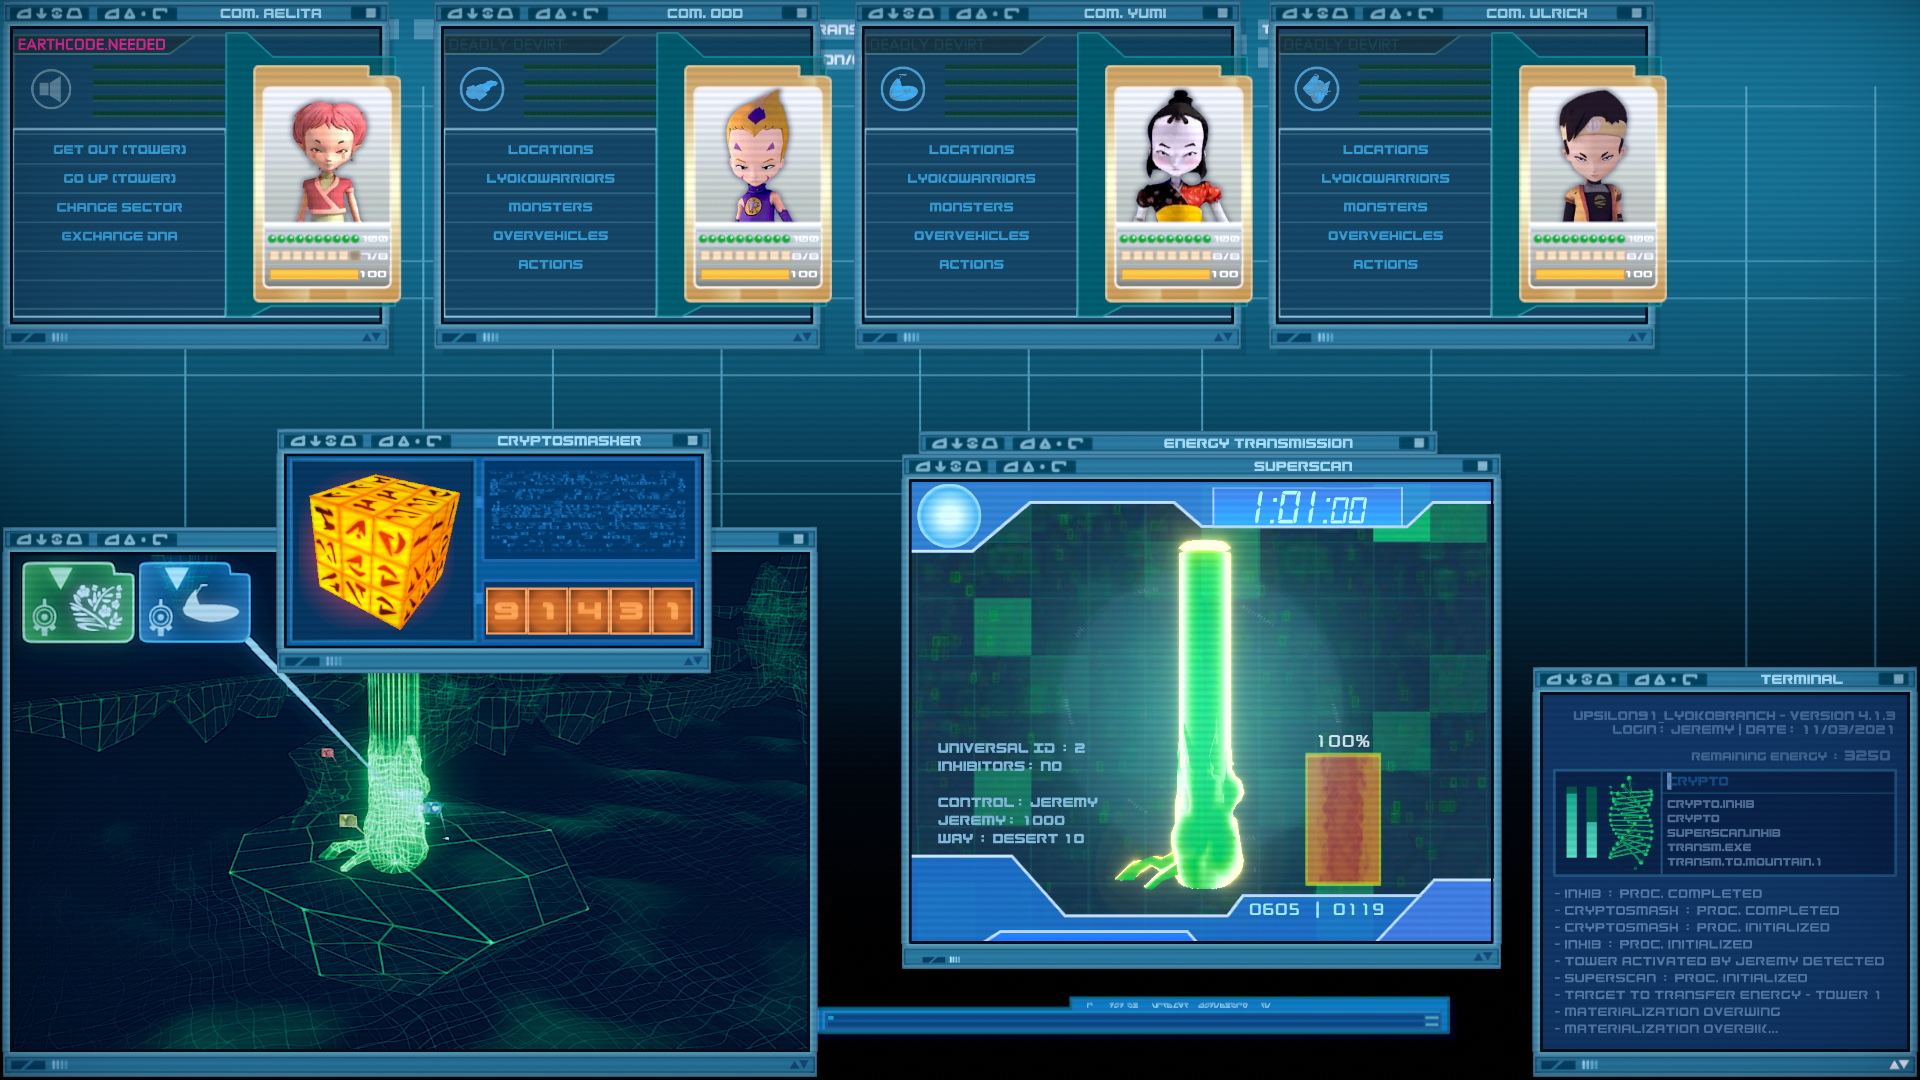 COM. AELITA
EARTHCODE.NEEDED
GET OUT (TOWER)
GO UP (TOWER)
CHANGE SECTOR
EXCHANGE DNA
100
7/8
100
COM. ODD
DEADLY DEVIRT
LOCATIONS
LYOKOWARRIORS
MONSTERS
OVERVEHICLES
ACTIONS
100
8/8
100
COM. YUMI
DEADLY DEVIRT
LOCATIONS
LYOKOWARRIORS
MONSTERS
OVERVEHICLES
ACTIONS
100
8/8
100
COM. ULRICH
DEADLY DEVIRT
LOCATIONS
LYOKOWARRIORS
MONSTERS
OVERVEHICLES
ACTIONS
100
8/8
100
CRYPTOSMASHER
9 1 4 3 1
ENERGY TRANSMISSION
SUPERSCAN
1:01:00
100%
UNIVERSAL ID : 2
INHIBITORS : NO
CONTROL : JEREMY
JEREMY : 1000
WAY : DESERT 10
0605 | 0119
TERMINAL
UPSILON91_LYOKOBRANCH - VERSION 4.1.3
LOGIN : JEREMY | DATE : 11/03/2021
REMAINING ENERGY : 3250
CRYPTO
CRYPTO.INHIB
CRYPTO
SUPERSCAN.INHIB
TRANSM.EXE
TRANSM.TO.MOUNTAIN.1
- INHIB : PROC. COMPLETED
- CRYPTOSMASH : PROC. COMPLETED
- CRYPTOSMASH : PROC. INITIALIZED
- INHIB : PROC. INITIALIZED
- TOWER ACTIVATED BY JEREMY DETECTED
- SUPERSCAN : PROC. INITIALIZED
- TARGET TO TRANSFER ENERGY - TOWER 1
- MATERIALIZATION OVERWING
- MATERIALIZATION OVERBIK...